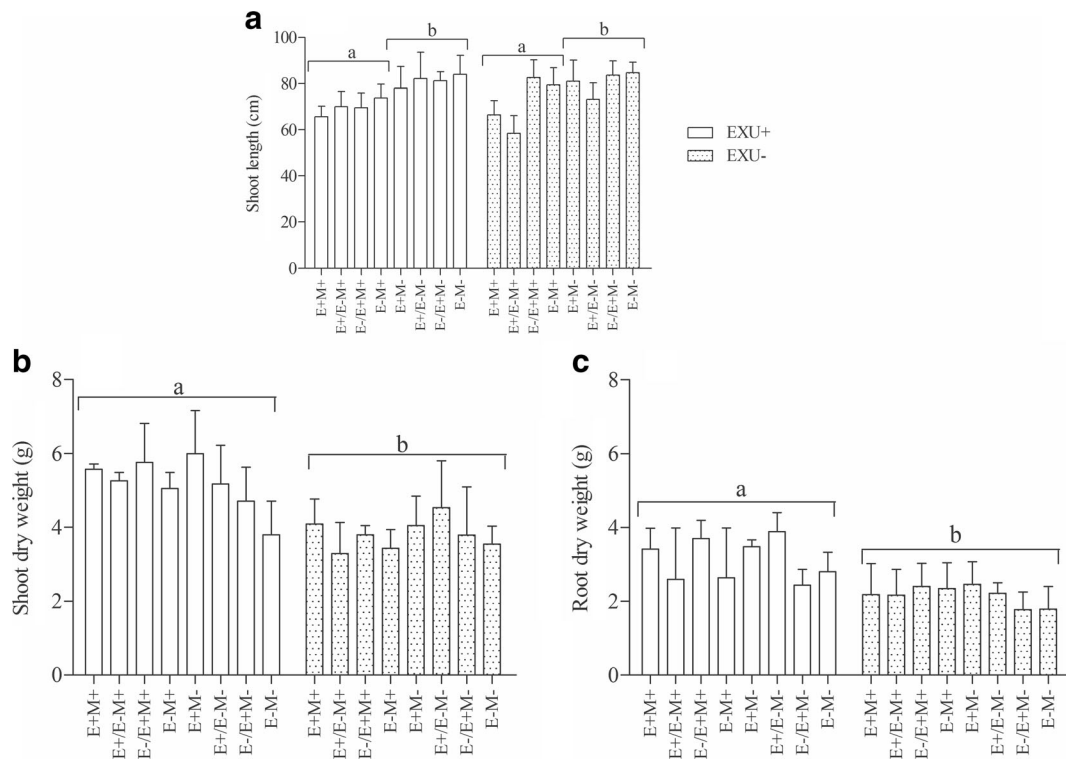 a
100
80
60
40
20
0
Shoot length (cm)
a
b
a
b
E+M+
E+/E-M+
E-/E+M+
E-M+
E+M-
E+/E-M-
E-/E+M-
E-M-
E+M+
E+/E-M+
E-/E+M+
E-M+
E+M-
E+/E-M-
E-/E+M-
E-M-
EXU+
EXU-
b
8
6
4
2
0
Shoot dry weight (g)
a
b
E+M+
E+/E-M+
E-/E+M+
E-M+
E+M-
E+/E-M-
E-/E+M-
E-M-
E+M+
E+/E-M+
E-/E+M+
E-M+
E+M-
E+/E-M-
E-/E+M-
E-M-
c
8
6
4
2
0
Root dry weight (g)
a
b
E+M+
E+/E-M+
E-/E+M+
E-M+
E+M-
E+/E-M-
E-/E+M-
E-M-
E+M+
E+/E-M+
E-/E+M+
E-M+
E+M-
E+/E-M-
E-/E+M-
E-M-